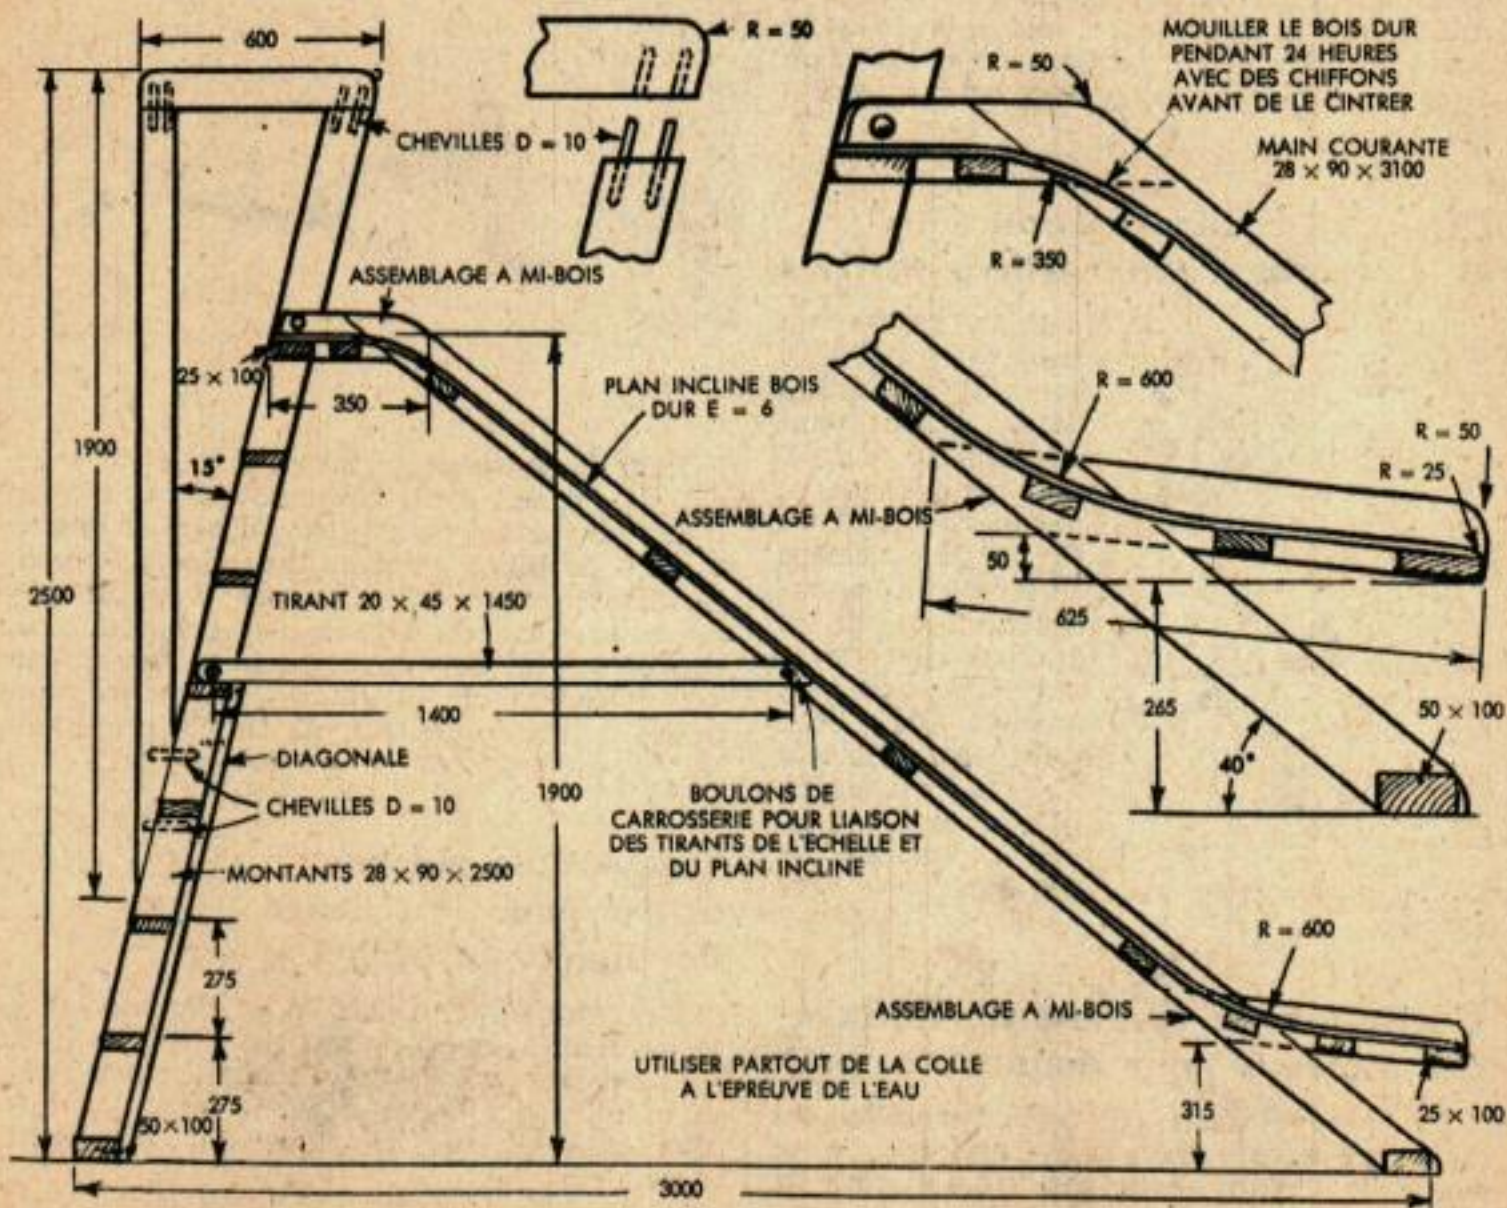 600
R = 50
MOUILLER LE BOIS DUR
PENDANT 24 HEURES
AVEC DES CHIFFONS
AVANT DE LE CINTRER
R = 50
CHEVILLES D = 10
MAIN COURANTE
28 × 90 × 3100
R = 350
ASSEMBLAGE A MI-BOIS
25 × 100
350
PLAN INCLINE BOIS
DUR E = 6
R = 600
R = 50
R = 25
1900
15°
ASSEMBLAGE A MI-BOIS
50
2500
TIRANT 20 × 45 × 1450
625
1400
265
50 × 100
40°
DIAGONALE
1900
CHEVILLES D = 10
BOULONS DE
CARROSSERIE POUR LIAISON
DES TIRANTS DE L'ECHELLE ET
DU PLAN INCLINE
MONTANTS 28 × 90 × 2500
R = 600
275
ASSEMBLAGE A MI-BOIS
UTILISER PARTOUT DE LA COLLE
A L'EPREUVE DE L'EAU
275
50×100
315
25 × 100
3000